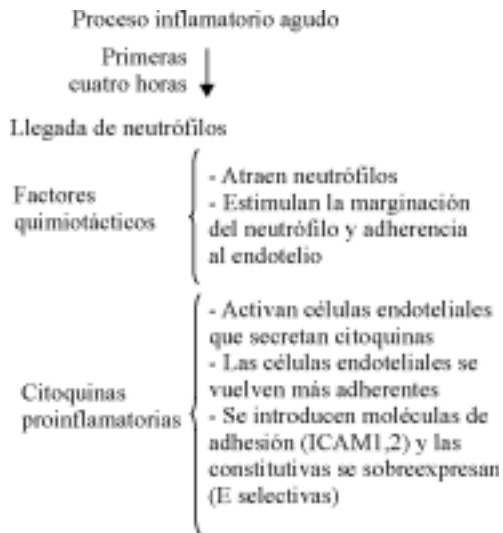 Proceso inflamatorio agudo
Primeras
cuatro horas
Llegada de neutrófilos
Factores
quimiotácticos
- Atraen neutrófilos
- Estimulan la marginación
del neutrófilo y adherencia
al endotelio
Citoquinas
proinflamatorias
- Activan células endoteliales
que secretan citoquinas
- Las células endoteliales se
vuelven más adherentes
- Se introducen moléculas de
adhesión (ICAM1,2) y las
constitutivas se sobreexpresan
(E selectivas)